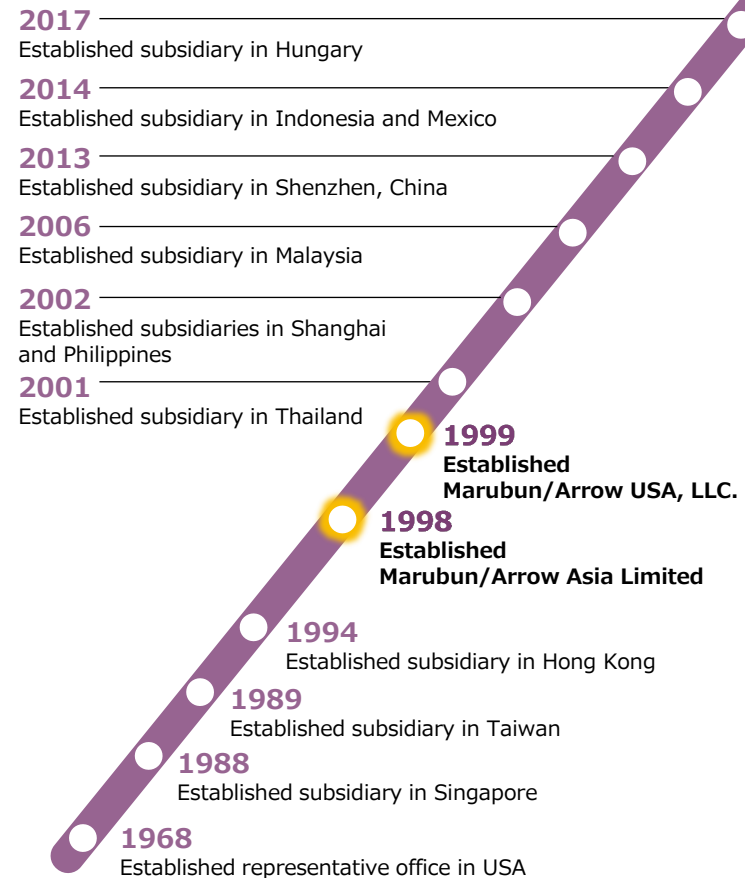 2017
Established subsidiary in Hungary
2014
Established subsidiary in Indonesia and Mexico
2013
Established subsidiary in Shenzhen, China
2006
Established subsidiary in Malaysia
2002
Established subsidiaries in Shanghai
and Philippines
2001
Established subsidiary in Thailand
1999
Established
Marubun/Arrow USA, LLC.
1998
Established
Marubun/Arrow Asia Limited
1994
Established subsidiary in Hong Kong
1989
Established subsidiary in Taiwan
1988
Established subsidiary in Singapore
1968
Established representative office in USA